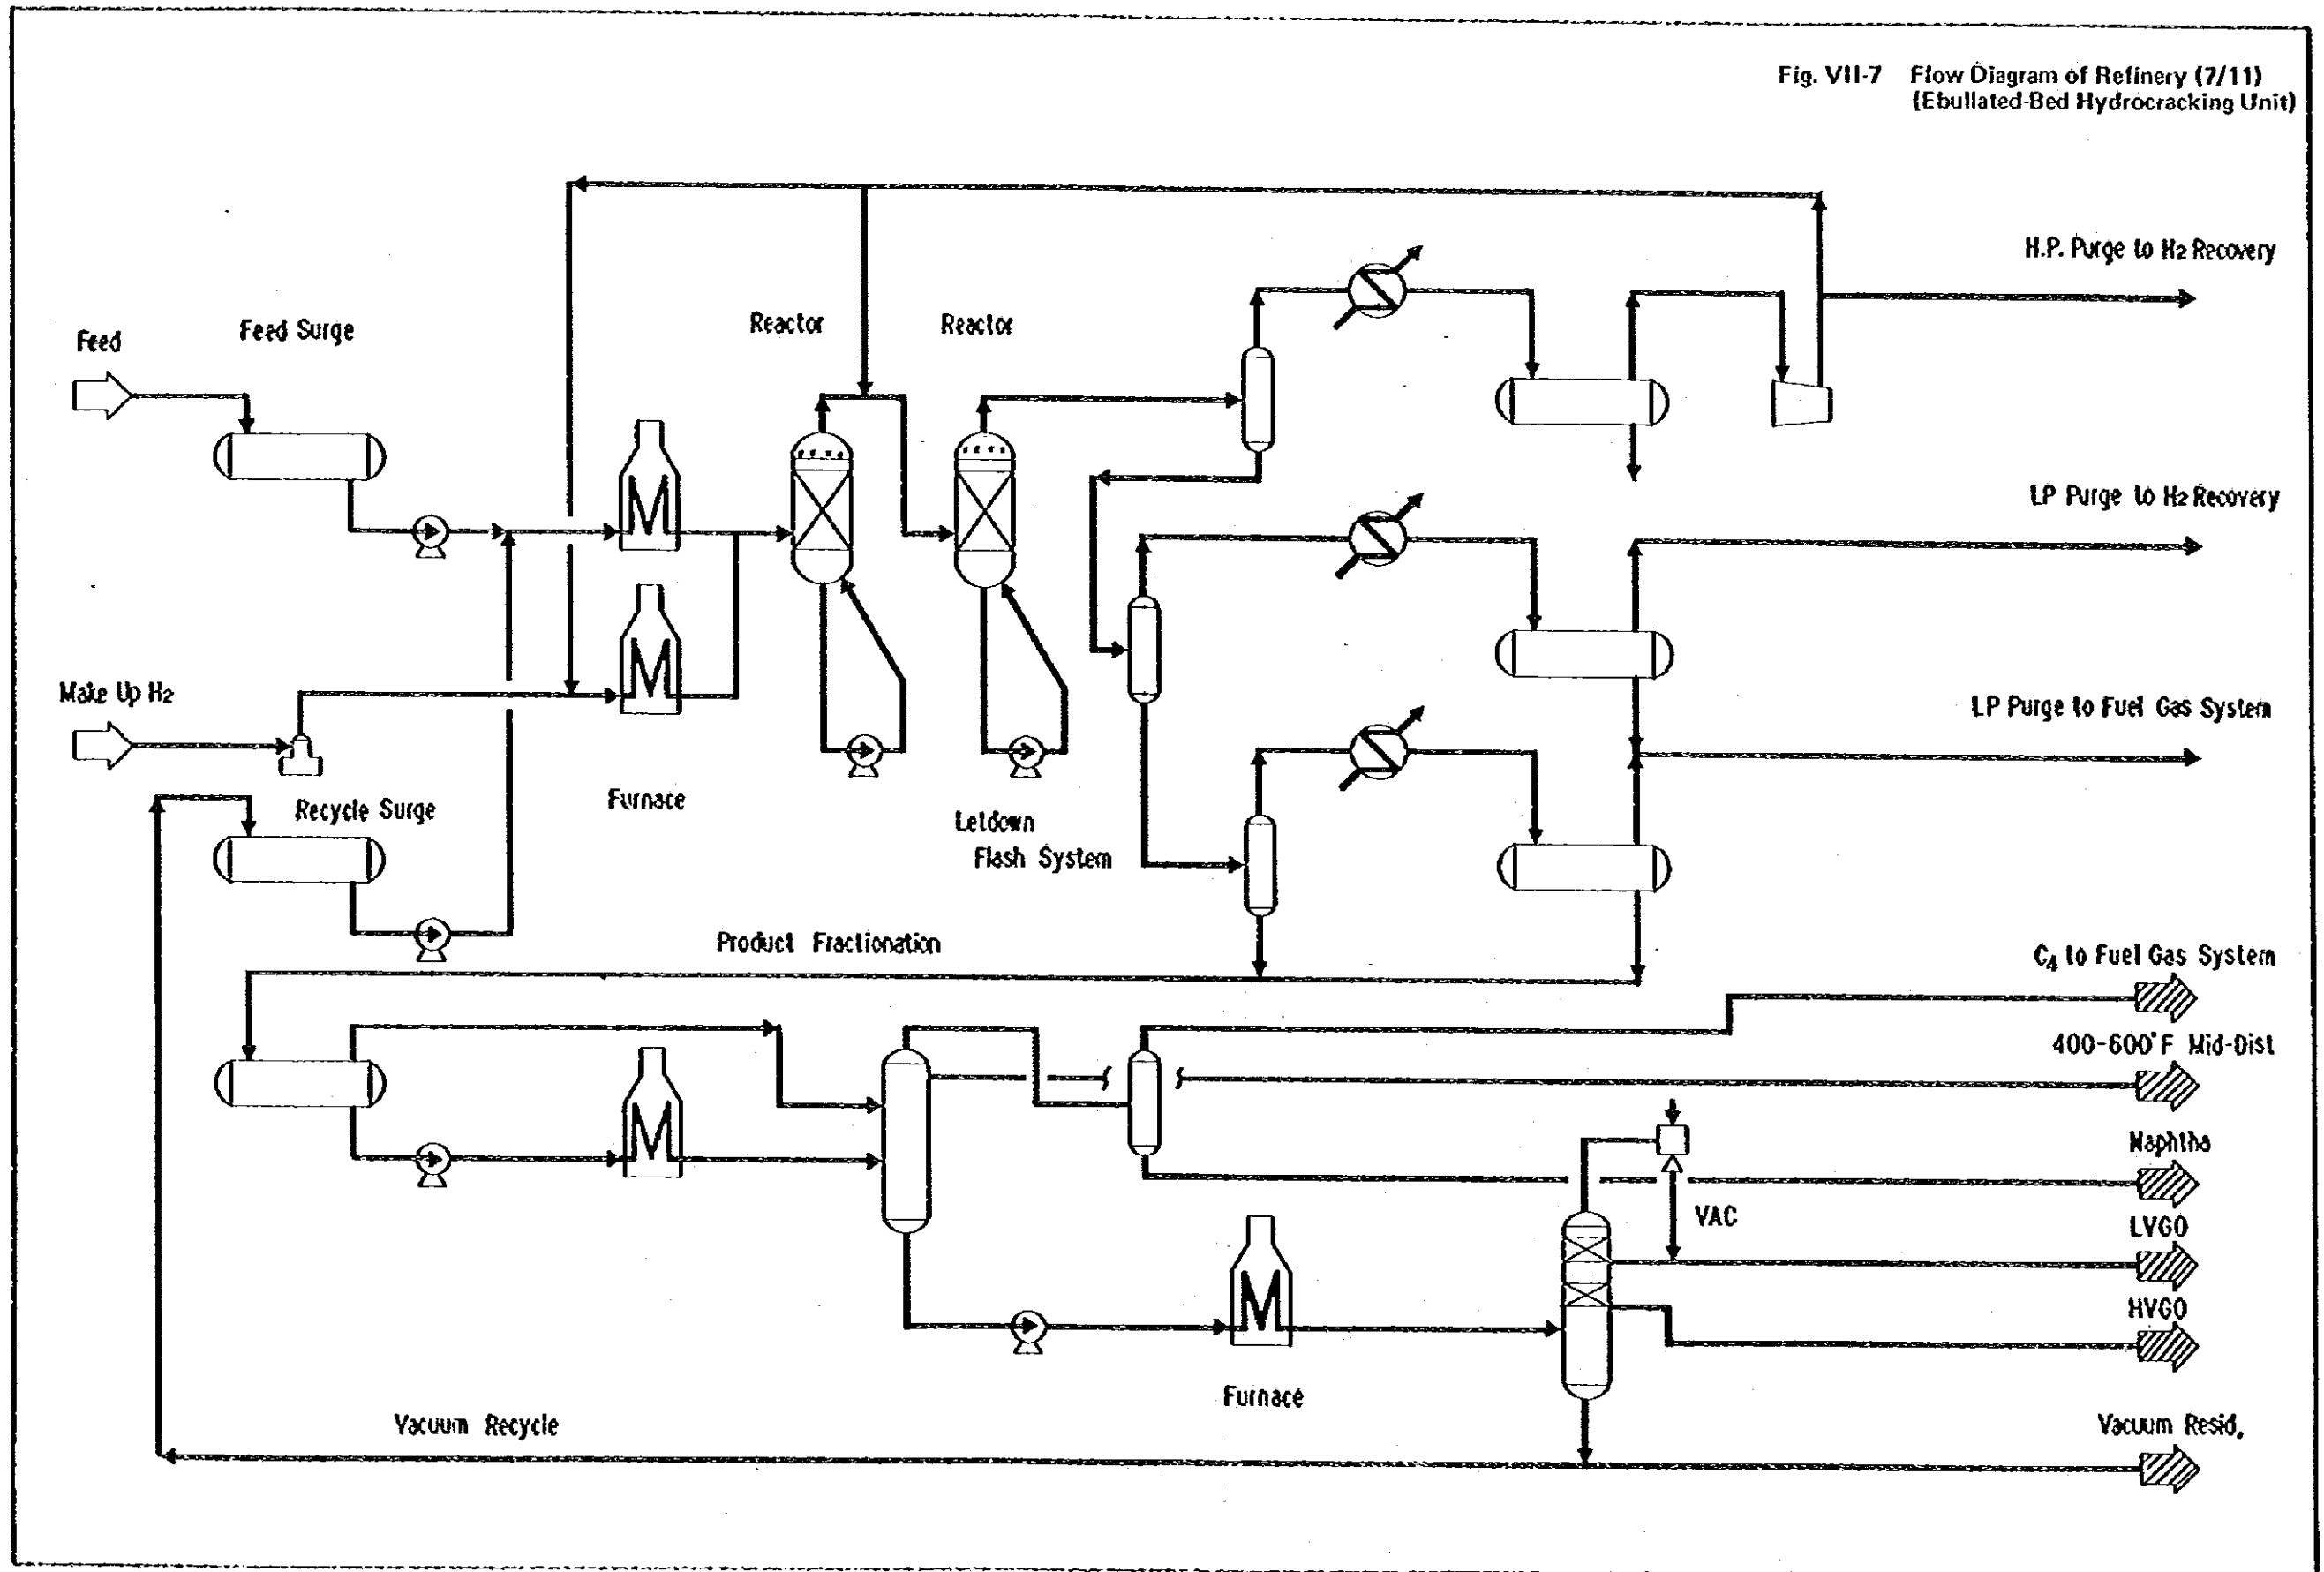 Fig. VII-7 Flow Diagram of Refinery (7/11)
(Ebullated-Bed Hydrocracking Unit)
H.P. Purge to H2 Recovery
Feed
Feed Surge
Reactor
Reactor
LP Purge to H2 Recovery
Make Up H2
LP Purge to Fuel Gas System
Recycle Surge
Furnace
Letdown
Flash System
Product Fractionation
C4 to Fuel Gas System
400-600°F Mid-Dist
Naphtha
VAC
LVGO
HVGO
Furnace
Vacuum Recycle
Vacuum Resid.